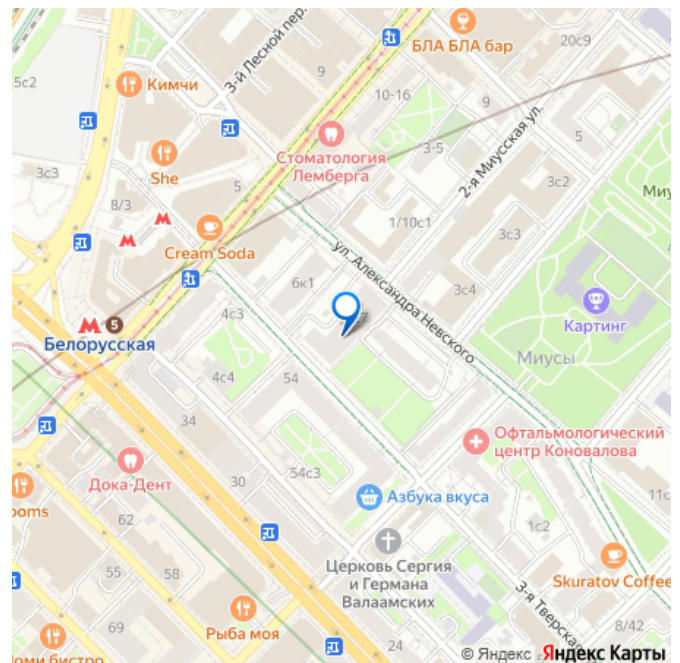 БЛА БЛА бар
20с9
3-й Лесной пер.
5с2
Кимчи
9
10-16
9
5
2-я Миусская ул.
Стоматология
Лемберга
3-5
3с3
She
5
3с2
Миу
8/3
1/10с1
Cream Soda
3с3
ул. Александра Невского
6к1
3с4
Картинг
4с3
5
Белорусская
Миусы
4с4
54
34
Офтальмологический
центр Коновалова
Дока-Дент
30
54с3
Азбука вкуса
11с
ooms
62
1с2
Церковь Сергия
и Германа
Валаамских
Skuratov Coffee
55
58
3-я Тверская
69
Рыба моя
8/42
24
юми бистро
© Яндекс Яндекс Карты